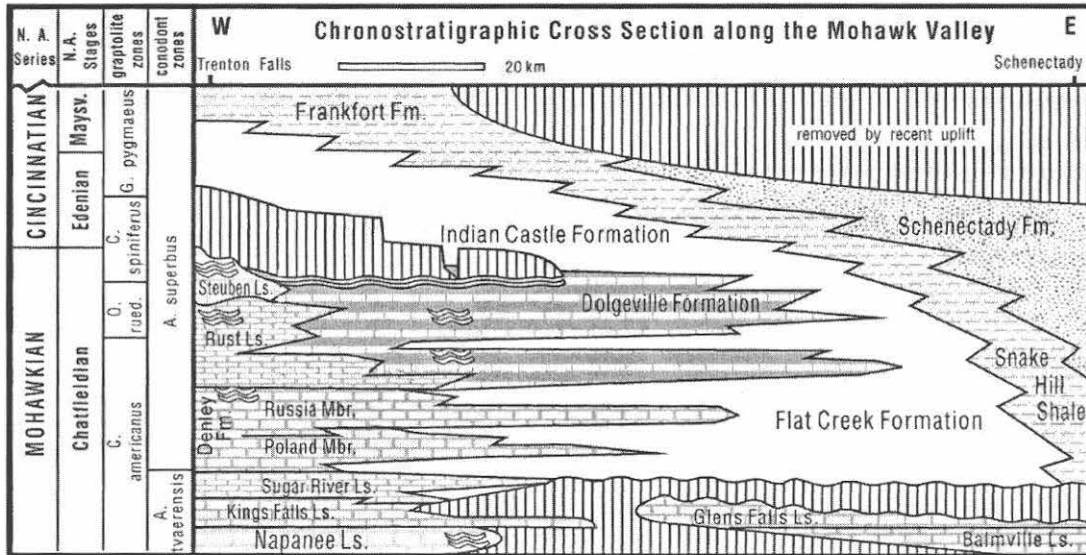 W Chronostratigraphic Cross Section along the Mohawk Valley E
N. A.
Series
N.A.
Stages
graptolite
zones
conodont
zones
Trenton Falls
20 km
Schenectady
CINCINNATIAN
MOHAWKIAN
Maysv.
Edenian
Chatfieldian
G. pygmaeus
C.
spiniferus
O.
rued.
C.
americanus
A. superbus
A.
tvaerensis
Frankfort Fm.
removed by recent uplift
Schenectady Fm.
Indian Castle Formation
Steuben Ls.
Dolgeville Formation
Rust Ls.
Snake
Hill
Shale
Denley
Fm.
Russia Mbr.
Flat Creek Formation
Poland Mbr.
Sugar River Ls.
Kings Falls Ls.
Glens Falls Ls.
Napanee Ls.
Balmville Ls.